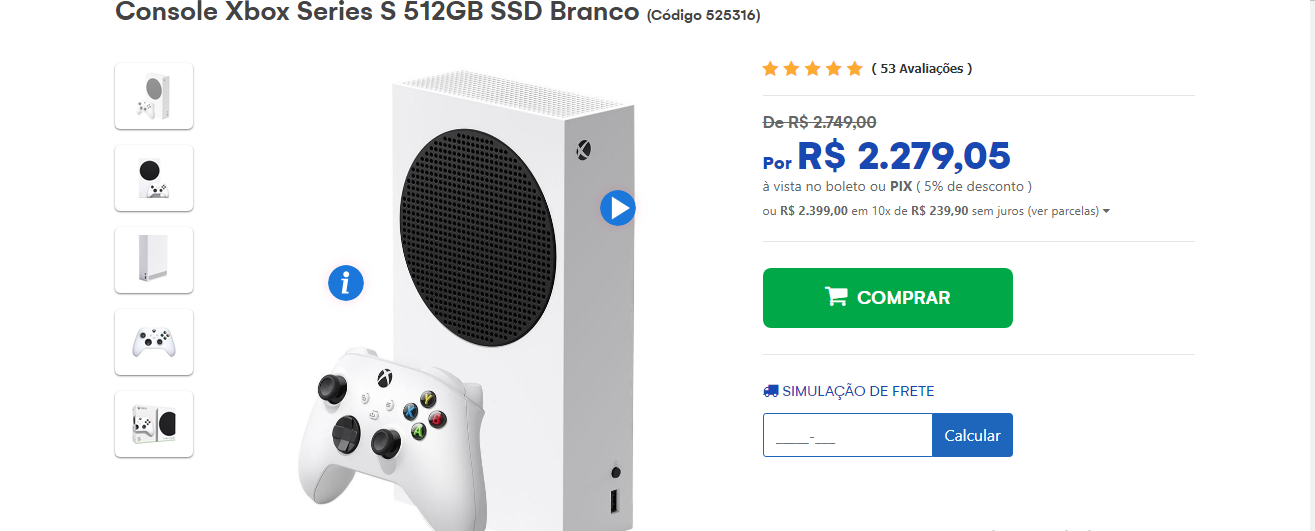 Console Xbox Series S 512GB SSD Branco (Código 525316)
( 53 Avaliações )
De R$ 2.749,00
Por R$ 2.279,05
à vista no boleto ou PIX ( 5% de desconto )
ou R$ 2.399,00 em 10x de R$ 239,90 sem juros (ver parcelas)
i
COMPRAR
SIMULAÇÃO DE FRETE
_____-___ Calcular
Y
X B
A